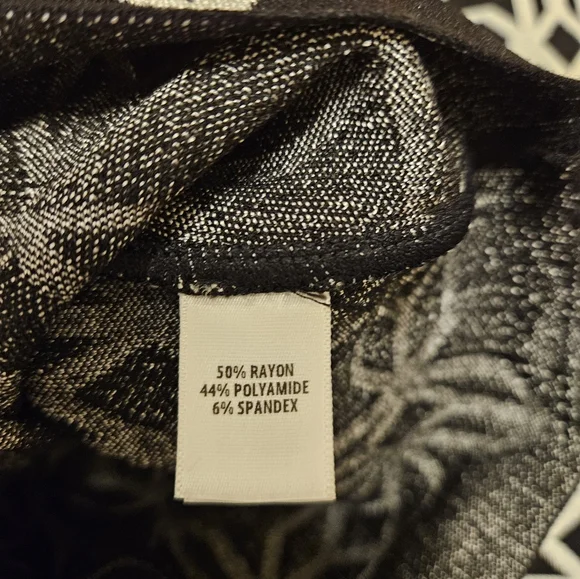 50% RAYON
44% POLYAMIDE
6% SPANDEX